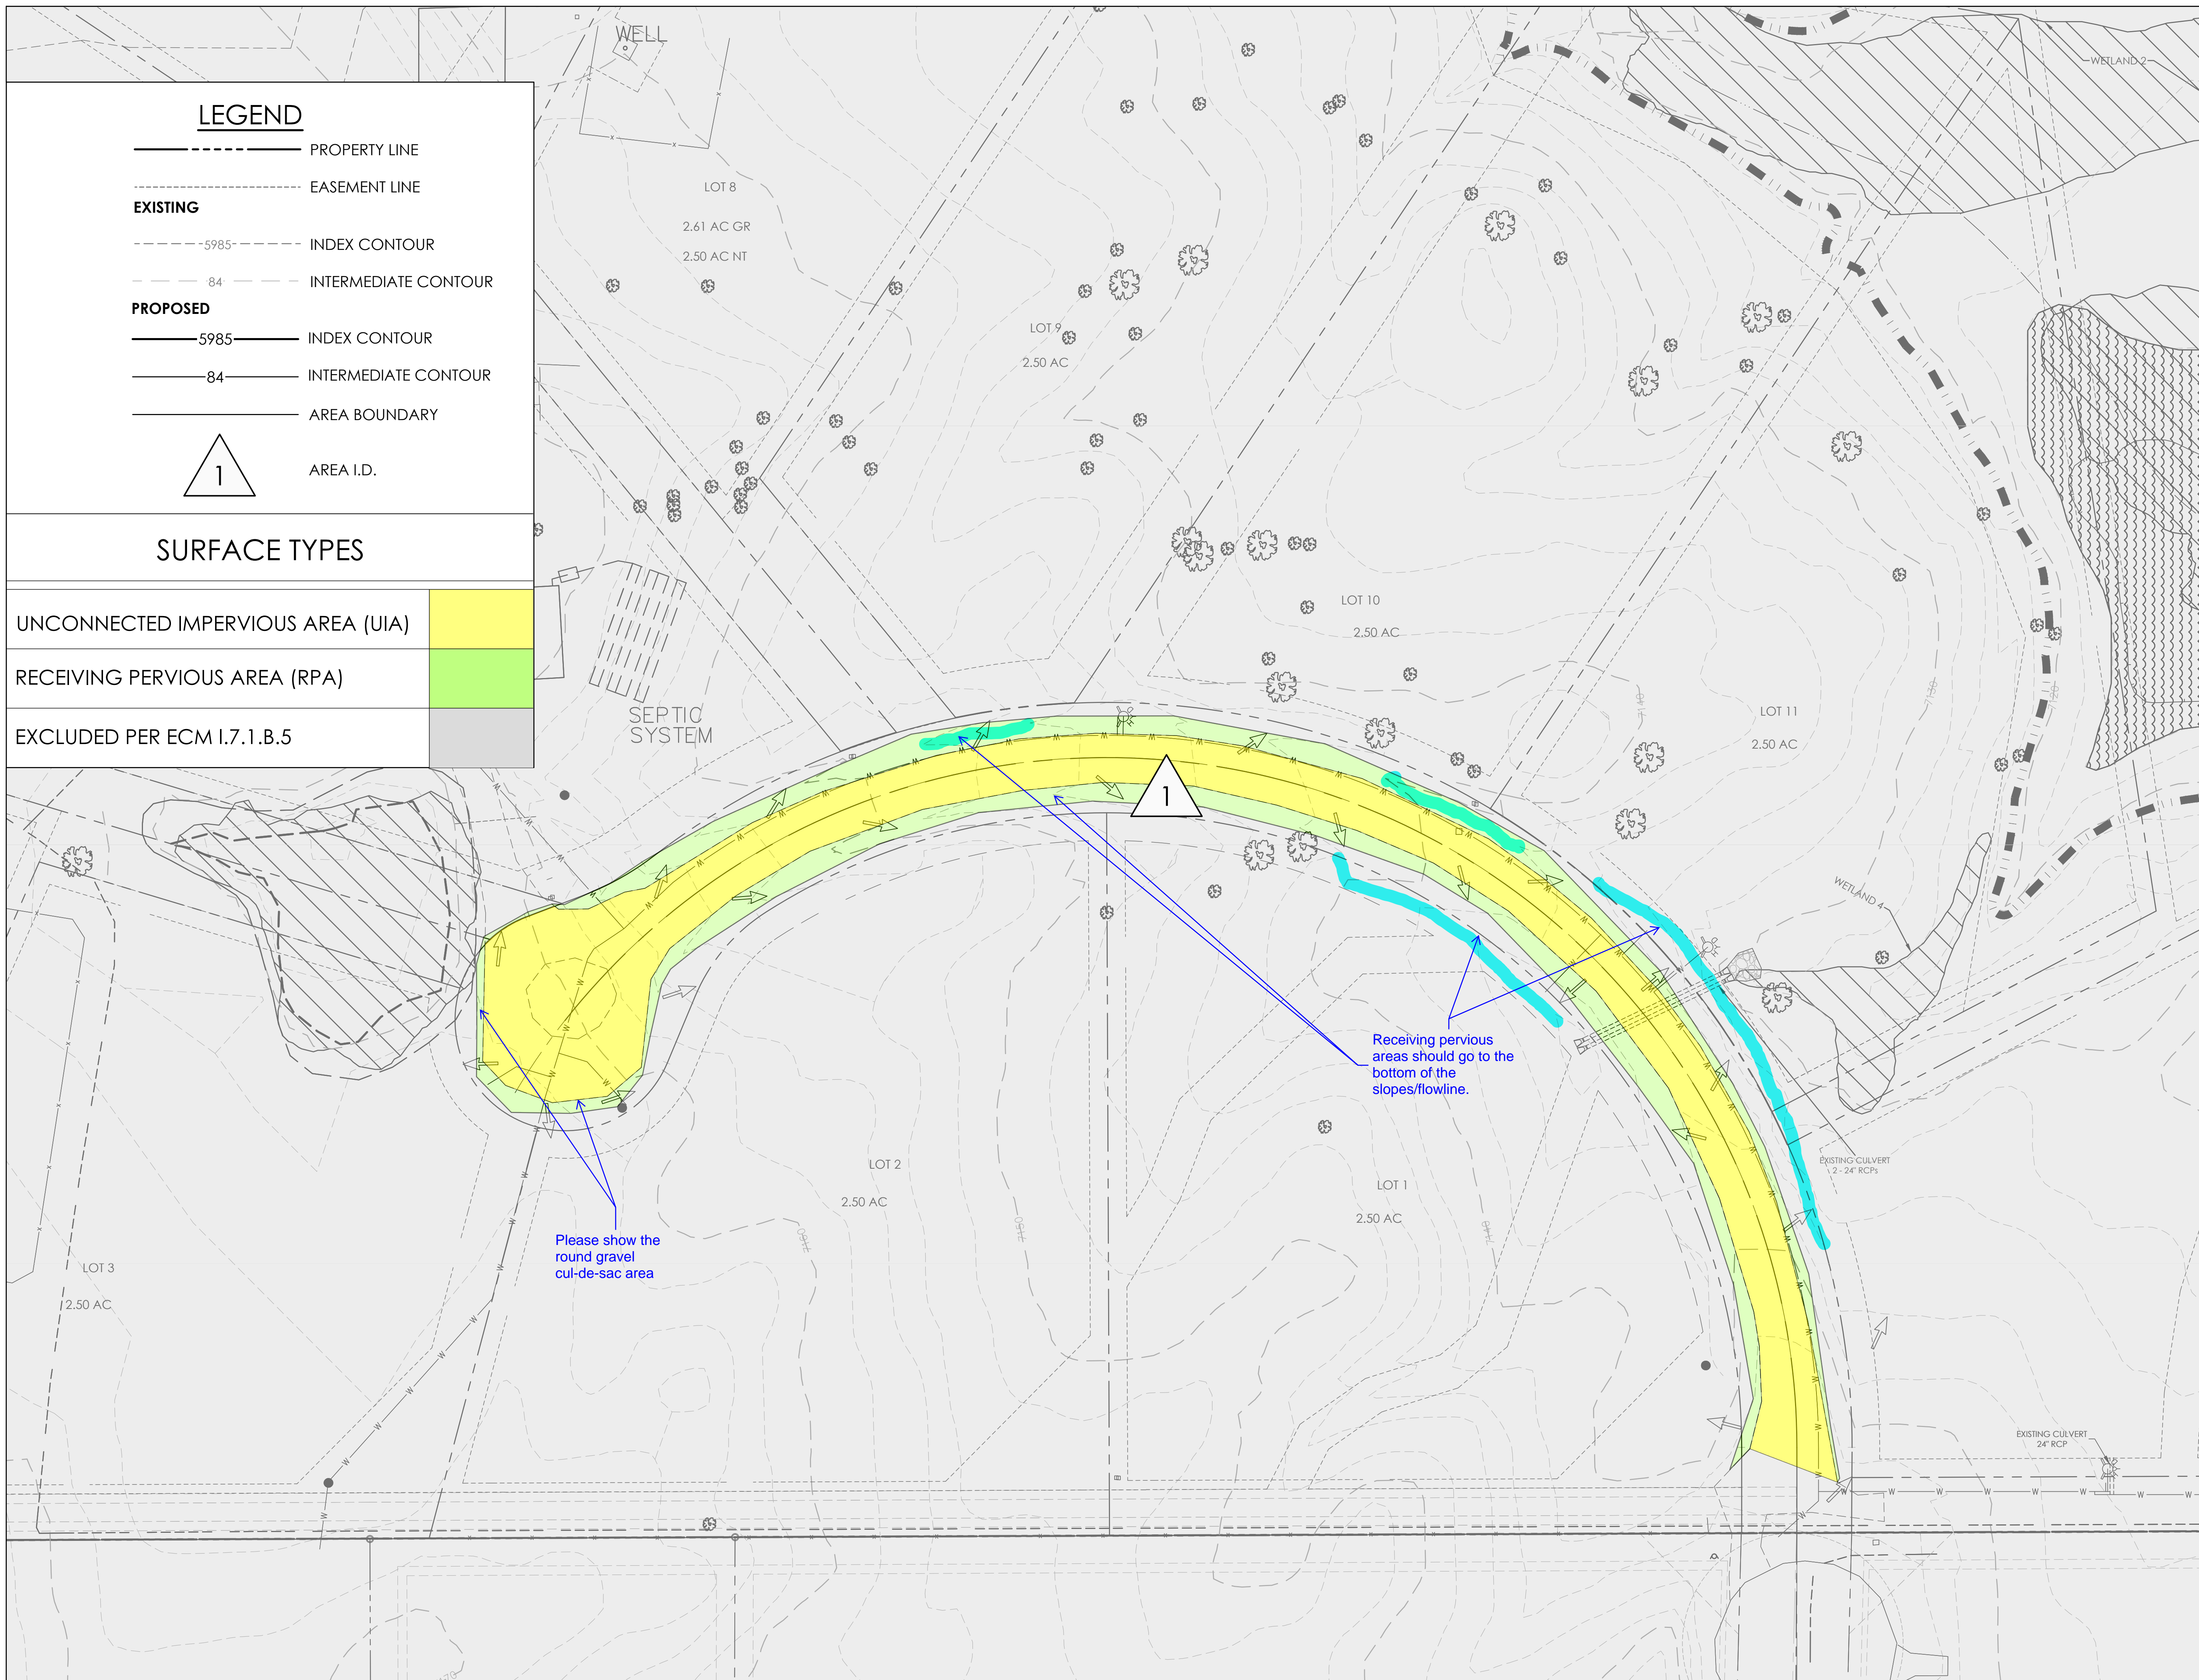 WELL
WETLAND 2
LEGEND
PROPERTY LINE
EASEMENT LINE
EXISTING
5985 INDEX CONTOUR
84 INTERMEDIATE CONTOUR
PROPOSED
5985 INDEX CONTOUR
84 INTERMEDIATE CONTOUR
AREA BOUNDARY
1 AREA I.D.
SURFACE TYPES
UNCONNECTED IMPERVIOUS AREA (UIA)
RECEIVING PERVIOUS AREA (RPA)
EXCLUDED PER ECM I.7.1.B.5
LOT 8
2.61 AC GR
2.50 AC NT
LOT 9
2.50 AC
LOT 10
2.50 AC
LOT 11
2.50 AC
SEPTIC
SYSTEM
1
WETLAND 4
Receiving pervious
areas should go to the
bottom of the
slopes/flowline.
EXISTING CULVERT
2 - 24" RCPs
LOT 2
2.50 AC
LOT 1
2.50 AC
7160
7150
7140
7140
Please show the
round gravel
cul-de-sac area
LOT 3
2.50 AC
EXISTING CULVERT
24" RCP